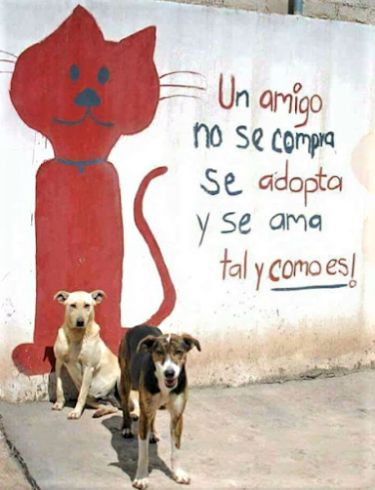 Un amigo
no se compra
se adopta
y se ama
tal y como es!